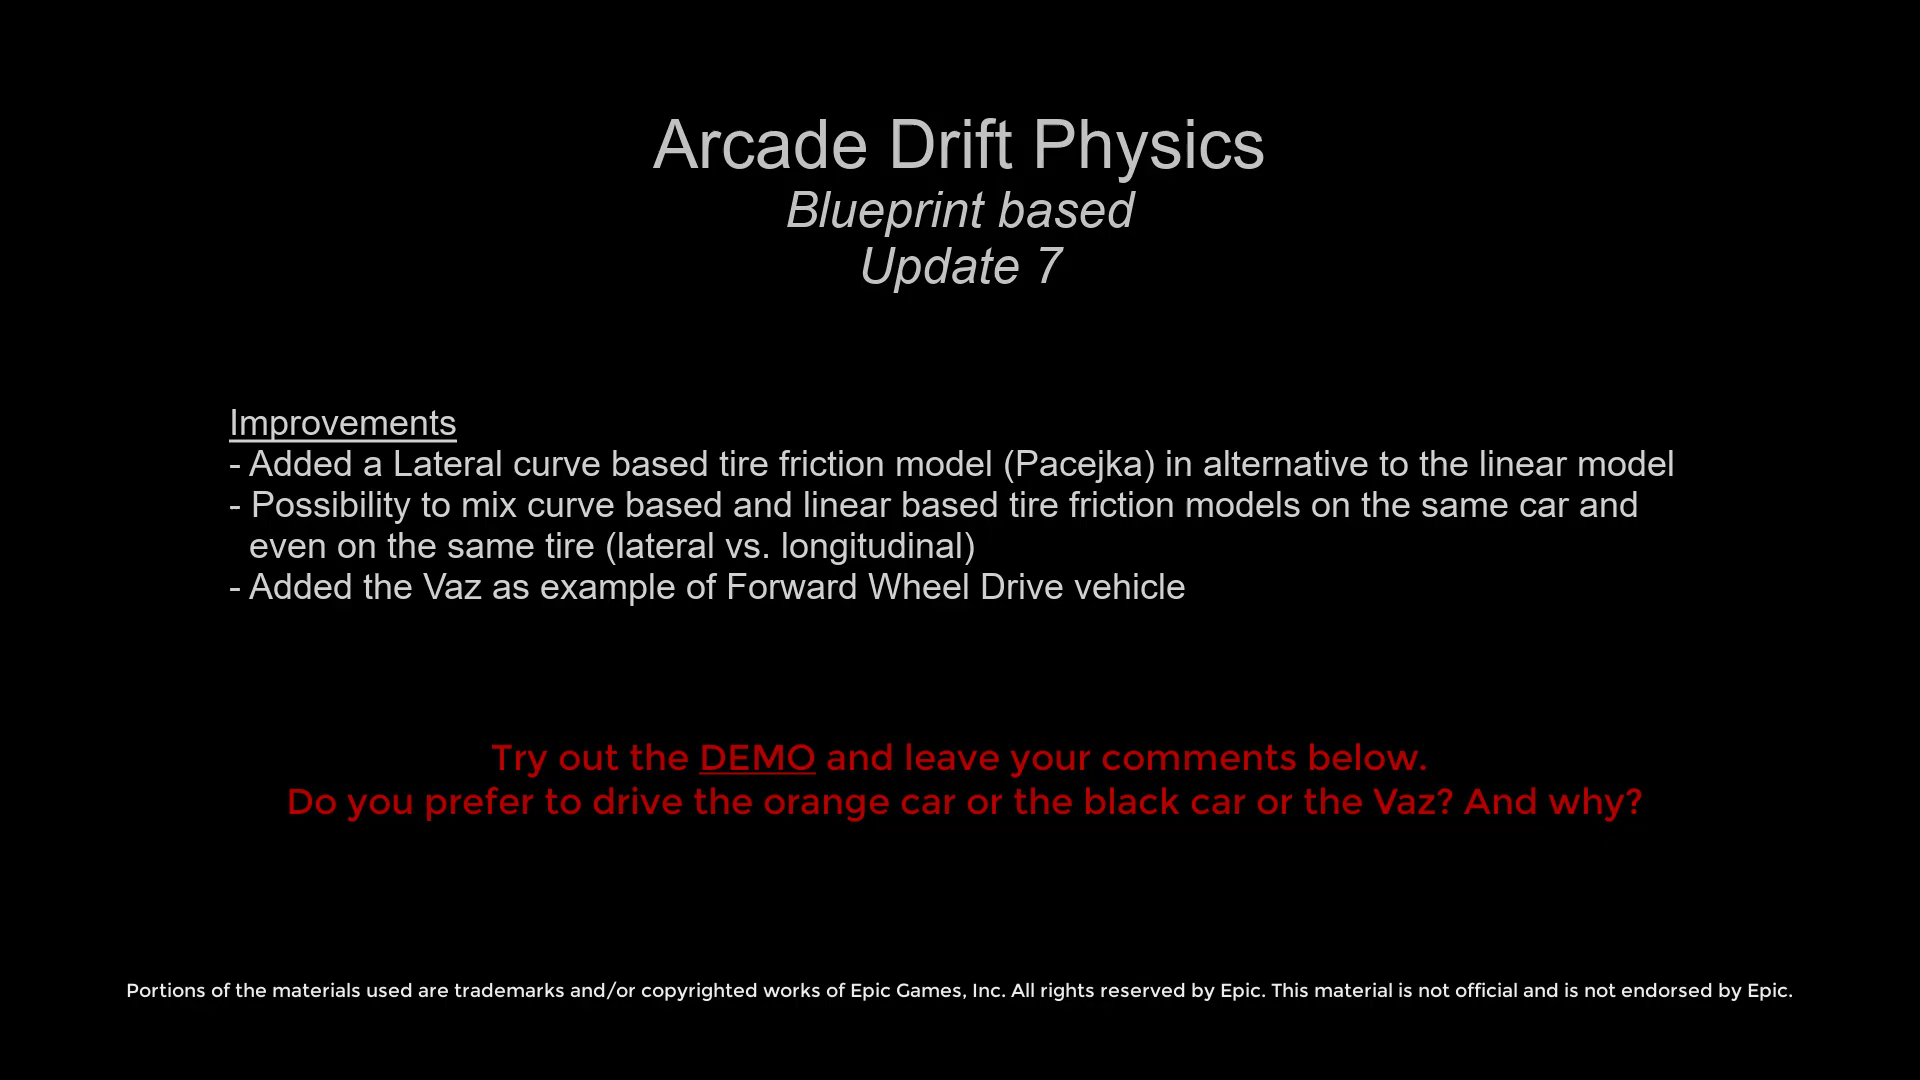 Arcade Drift Physics
Blueprint based
Update 7
Improvements
- Added a Lateral curve based tire friction model (Pacejka) in alternative to the linear model
- Possibility to mix curve based and linear based tire friction models on the same car and
even on the same tire (lateral vs. longitudinal)
- Added the Vaz as example of Forward Wheel Drive vehicle
Try out the DEMO and leave your comments below.
Do you prefer to drive the orange car or the black car or the Vaz? And why?
Portions of the materials used are trademarks and/or copyrighted works of Epic Games, Inc. All rights reserved by Epic. This material is not official and is not endorsed by Epic.